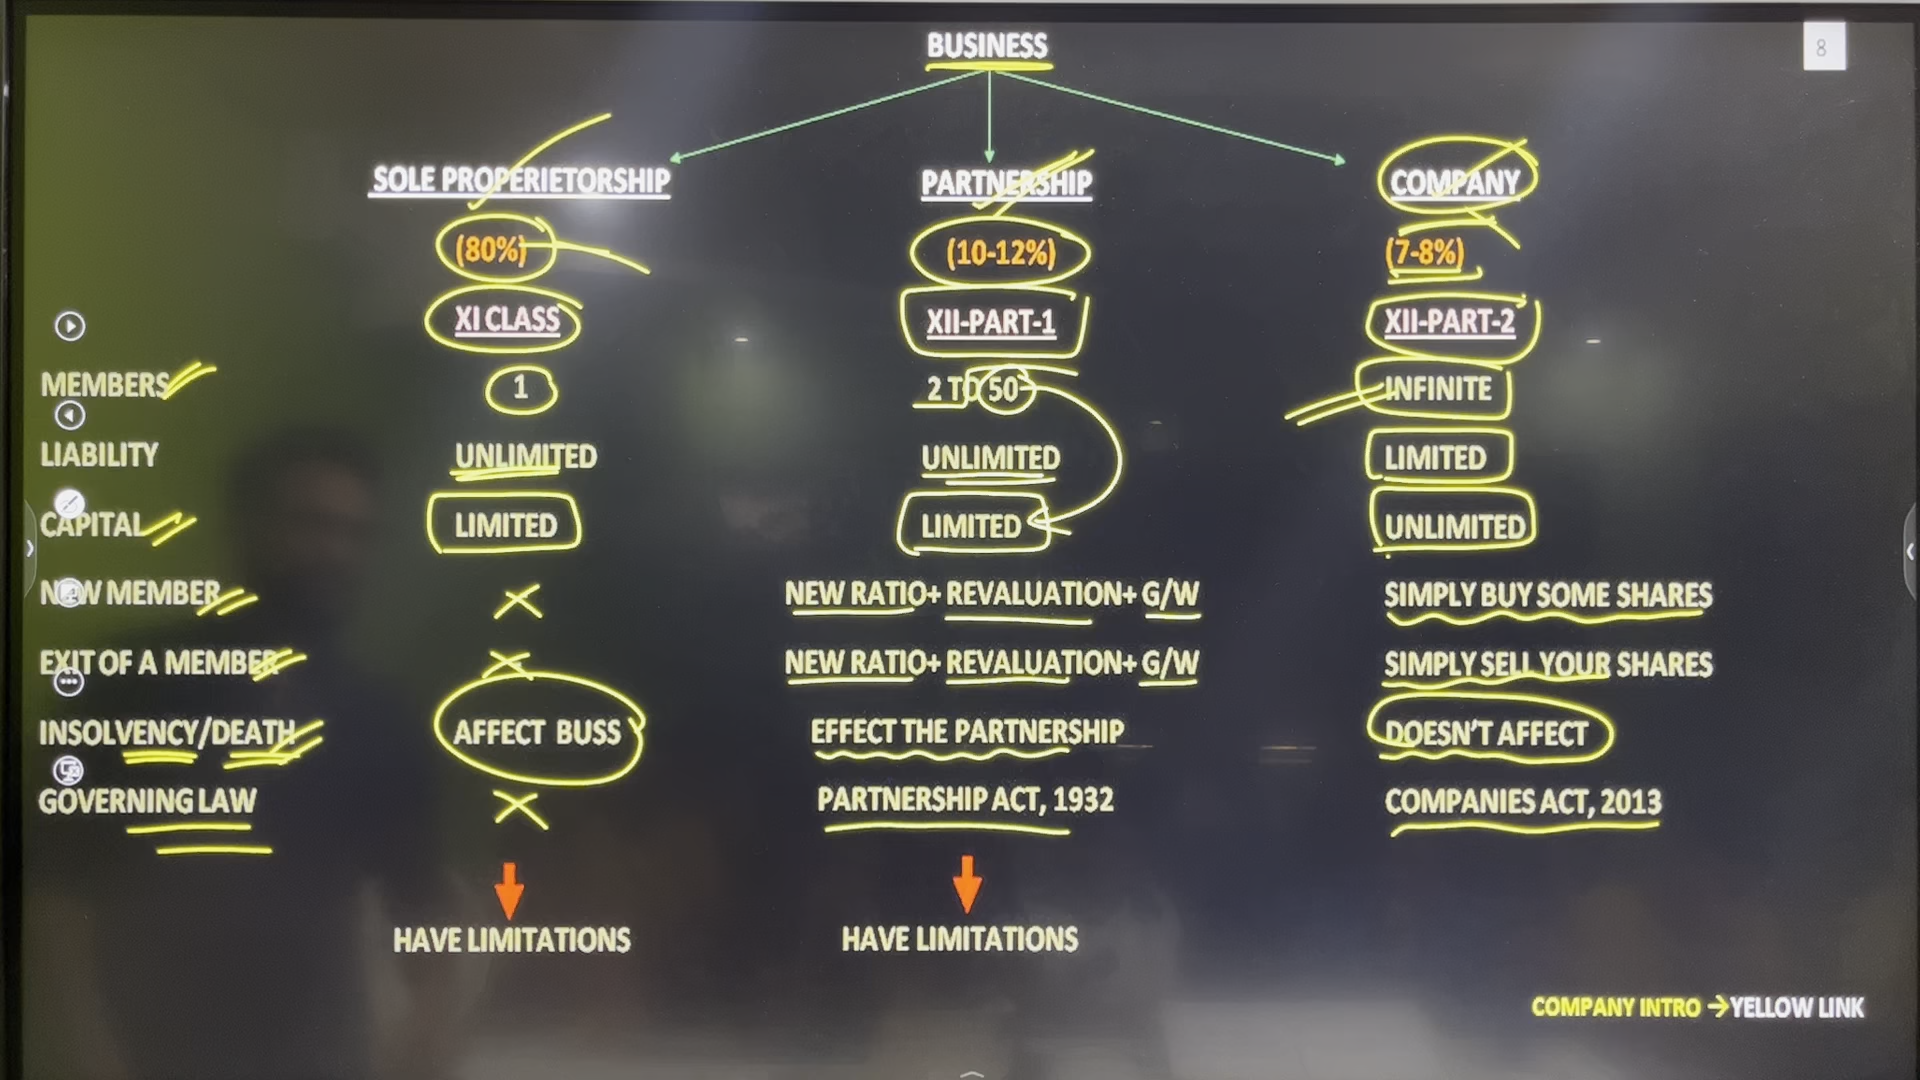 BUSINESS
8
SOLE PROPERIETORSHIP PARTNERSHIP COMPANY
(80%) (10-12%) (7-8%)
XI CLASS XII-PART-1 XII-PART-2
MEMBERS 1 2 TO 50 INFINITE
LIABILITY UNLIMITED UNLIMITED LIMITED
CAPITAL LIMITED LIMITED UNLIMITED
NEW MEMBER X NEW RATIO+ REVALUATION+ G/W SIMPLY BUY SOME SHARES
EXIT OF A MEMBER X NEW RATIO+ REVALUATION+ G/W SIMPLY SELL YOUR SHARES
INSOLVENCY/DEATH AFFECT BUSS EFFECT THE PARTNERSHIP DOESN'T AFFECT
GOVERNING LAW X PARTNERSHIP ACT, 1932 COMPANIES ACT, 2013
HAVE LIMITATIONS HAVE LIMITATIONS
COMPANY INTRO → YELLOW LINK